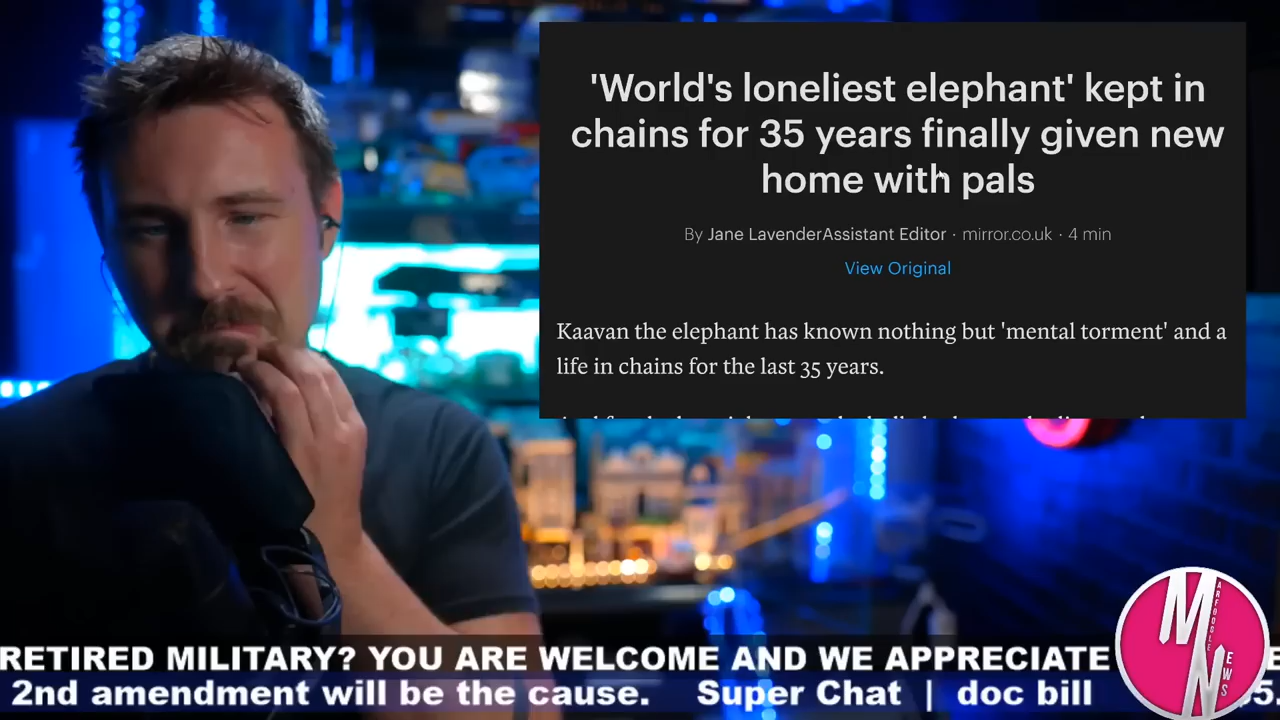 'World's loneliest elephant' kept in
chains for 35 years finally given new
home with pals
By Jane LavenderAssistant Editor · mirror.co.uk · 4 min
View Original
Kaavan the elephant has known nothing but 'mental torment' and a
life in chains for the last 35 years.
RETIRED MILITARY? YOU ARE WELCOME AND WE APPRECIATE
2nd amendment will be the cause. Super Chat | doc bill
MARFOOGLE
NEWS